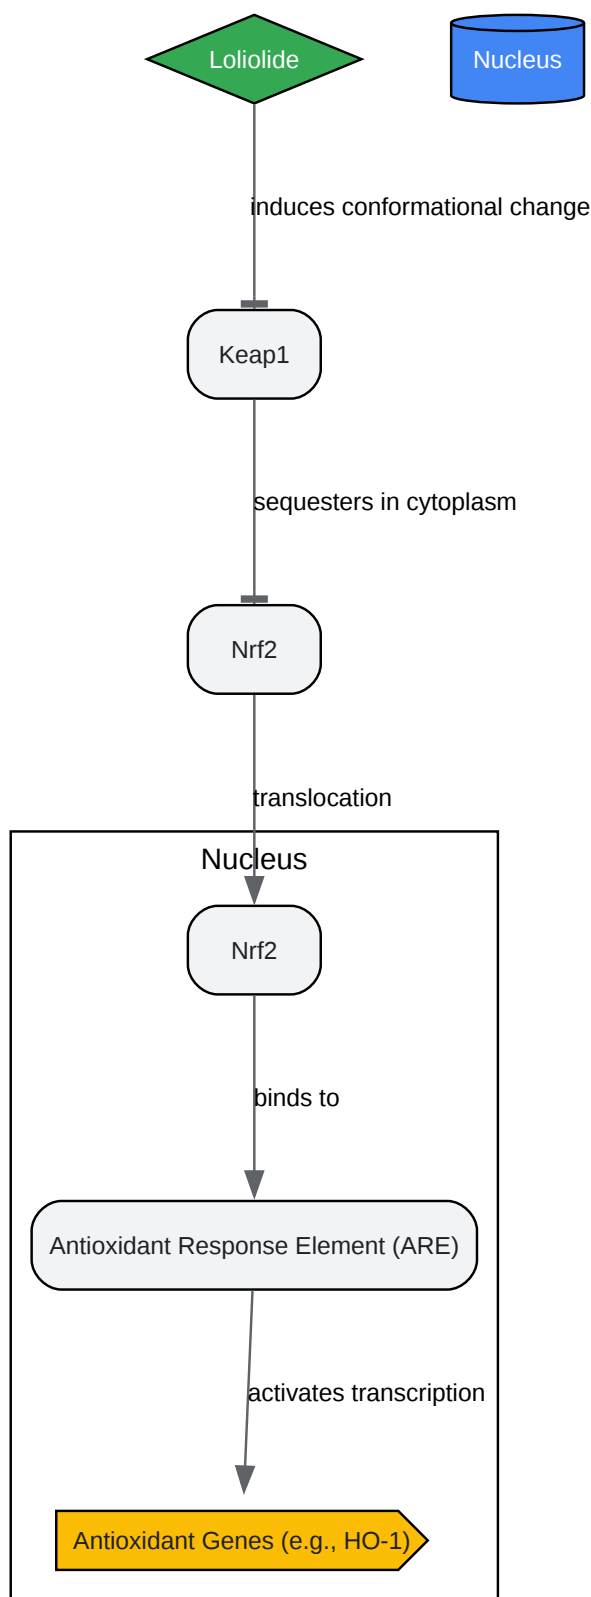 Loliolide
Nucleus
induces conformational change
Keap1
sequesters in cytoplasm
Nrf2
translocation
Nucleus
Nrf2
binds to
Antioxidant Response Element (ARE)
activates transcription
Antioxidant Genes (e.g., HO-1)